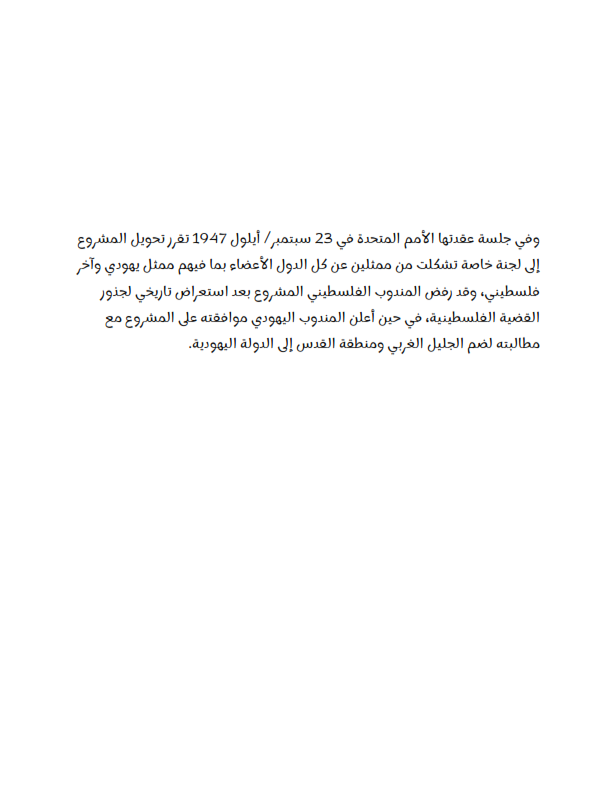 وفي جلسة عقدتها الأمم المتحدة في 23 سبتمبر/ أيلول 1947 تقرر تحويل المشروع
إلى لجنة خاصة تشكلت من ممثلين عن كل الدول الأعضاء بما فيهم ممثل يهودي وآخر
فلسطيني، وقد رفض المندوب الفلسطيني المشروع بعد استعراض تاريخي لجذور
القضية الفلسطينية، في حين أعلن المندوب اليهودي موافقته على المشروع مع
مطالبته لضم الجليل الغربي ومنطقة القدس إلى الدولة اليهودية.